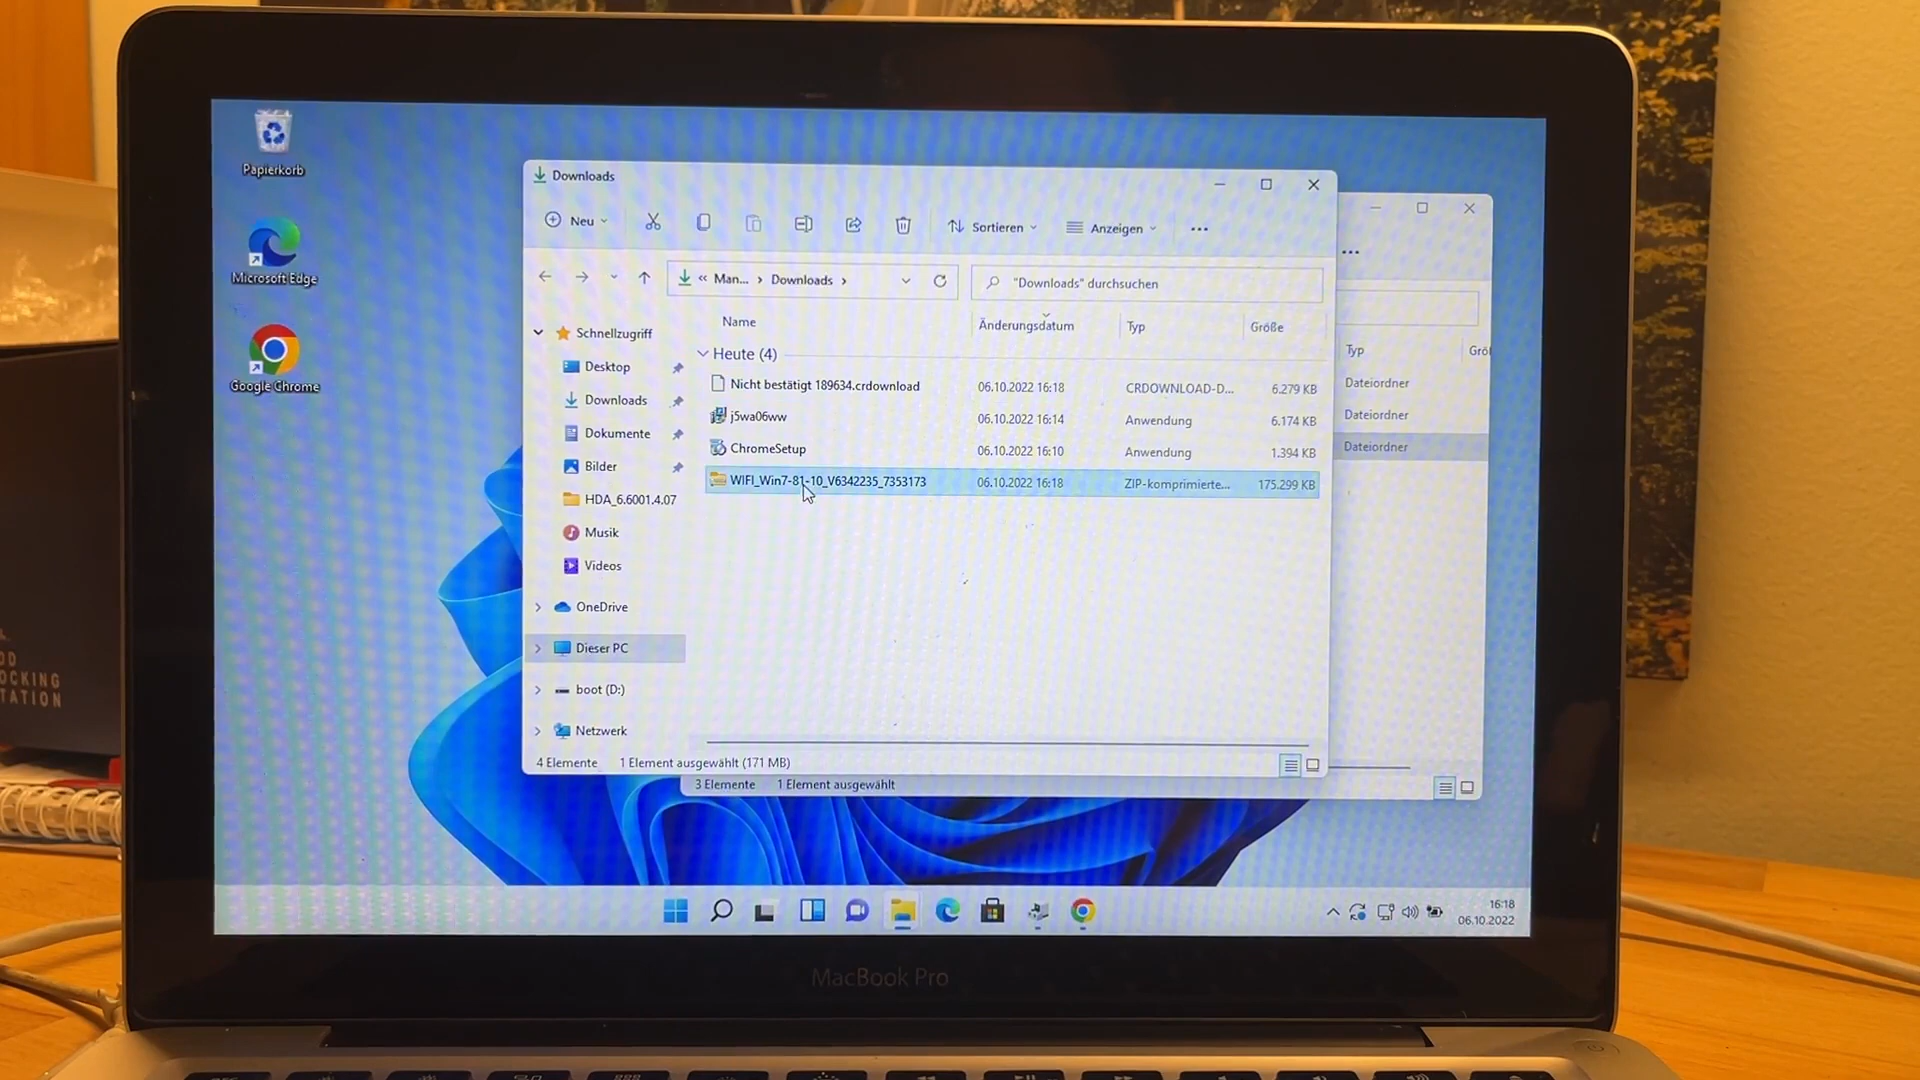 Papierkorb
Microsoft Edge
Google Chrome
Downloads
Neu
Sortieren
Anzeigen
« Man... › Downloads ›
"Downloads" durchsuchen
Name
Änderungsdatum
Typ
Größe
Heute (4)
Nicht bestätigt 189634.crdownload 06.10.2022 16:18 CRDOWNLOAD-D... 6.279 KB
j5wa06ww 06.10.2022 16:14 Anwendung 6.174 KB
ChromeSetup 06.10.2022 16:10 Anwendung 1.394 KB
WIFI_Win7-81-10_V6342235_7353173 06.10.2022 16:18 ZIP-komprimierte... 175.299 KB
Schnellzugriff
Desktop
Downloads
Dokumente
Bilder
HDA_6.6001.4.07
Musik
Videos
OneDrive
Dieser PC
boot (D:)
Netzwerk
4 Elemente 1 Element ausgewählt (171 MB)
Typ
Grö
Dateiordner
Dateiordner
Dateiordner
3 Elemente 1 Element ausgewählt
16:18
06.10.2022
MacBook Pro
OCKING
TATION